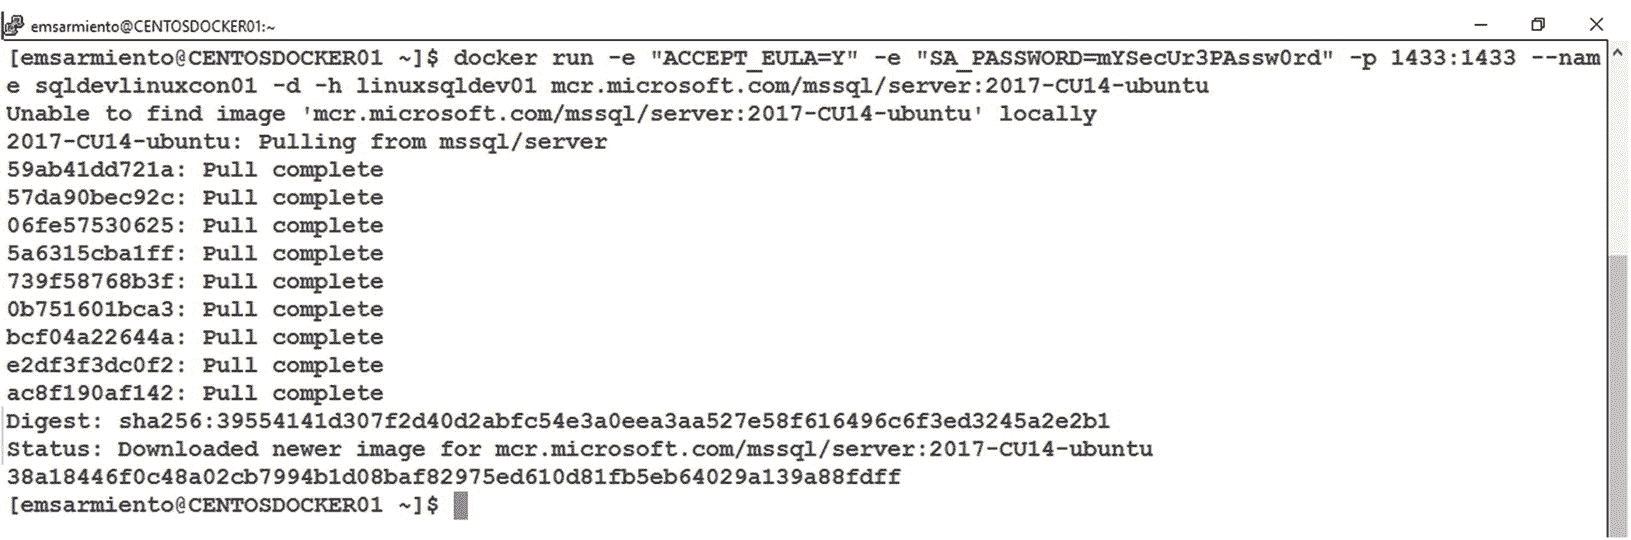 emsarmiento@CENTOSDOCKER01:~
[emsarmiento@CENTOSDOCKER01 ~]$ docker run -e "ACCEPT_EULA=Y" -e "SA_PASSWORD=mYSecUr3PAssw0rd" -p 1433:1433 --nam
e sqldevlinuxcon01 -d -h linuxsqldev01 mcr.microsoft.com/mssql/server:2017-CU14-ubuntu
Unable to find image 'mcr.microsoft.com/mssql/server:2017-CU14-ubuntu' locally
2017-CU14-ubuntu: Pulling from mssql/server
59ab41dd721a: Pull complete
57da90bec92c: Pull complete
06fe57530625: Pull complete
5a6315cba1ff: Pull complete
739f58768b3f: Pull complete
0b751601bca3: Pull complete
bcf04a22644a: Pull complete
e2df3f3dc0f2: Pull complete
ac8f190af142: Pull complete
Digest: sha256:39554141d307f2d40d2abfc54e3a0eea3aa527e58f616496c6f3ed3245a2e2b1
Status: Downloaded newer image for mcr.microsoft.com/mssql/server:2017-CU14-ubuntu
38a18446f0c48a02cb7994b1d08baf82975ed610d81fb5eb64029a139a88fdff
[emsarmiento@CENTOSDOCKER01 ~]$